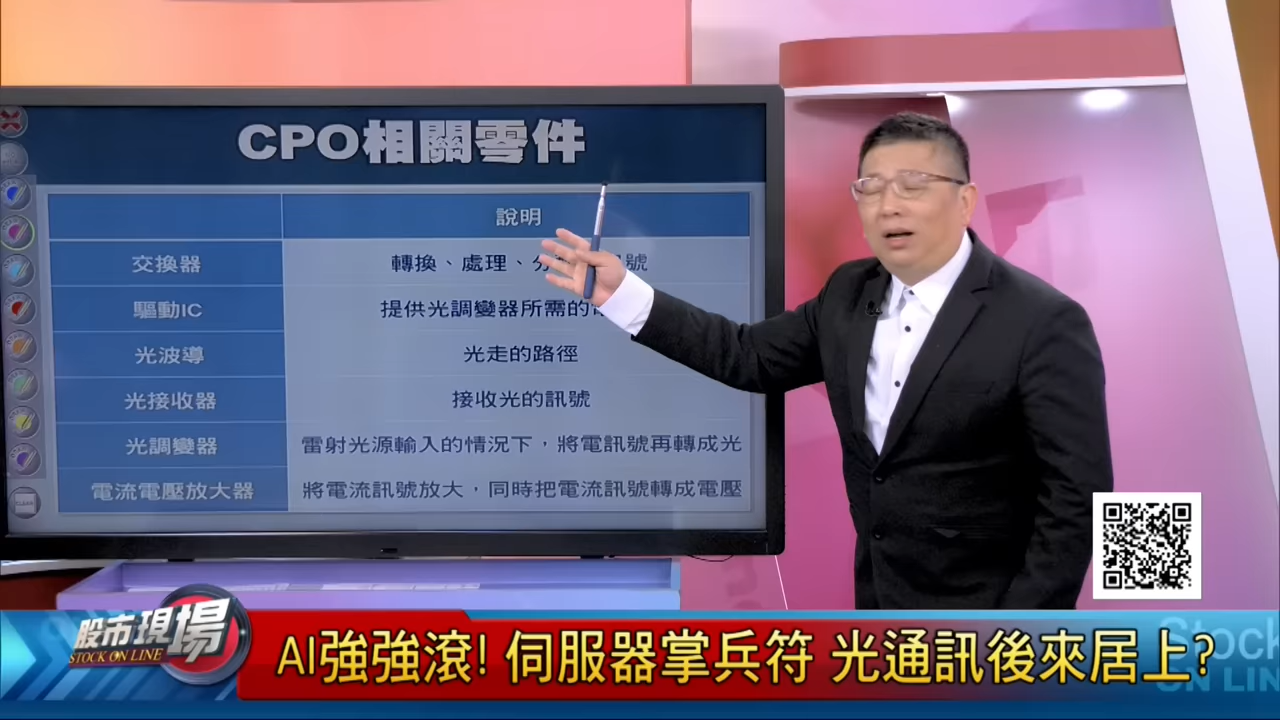 CPO相關零件
說明
交換器 轉換、處理、分 號
驅動IC 提供光調變器所需的
光波導 光走的路徑
光接收器 接收光的訊號
光調變器 雷射光源輸入的情況下，將電訊號再轉成光
電流電壓放大器 將電流訊號放大，同時把電流訊號轉成電壓
股市現場
STOCK ON LINE
AI強強滾! 伺服器掌兵符 光通訊後來居上?
Stock
ON LIN